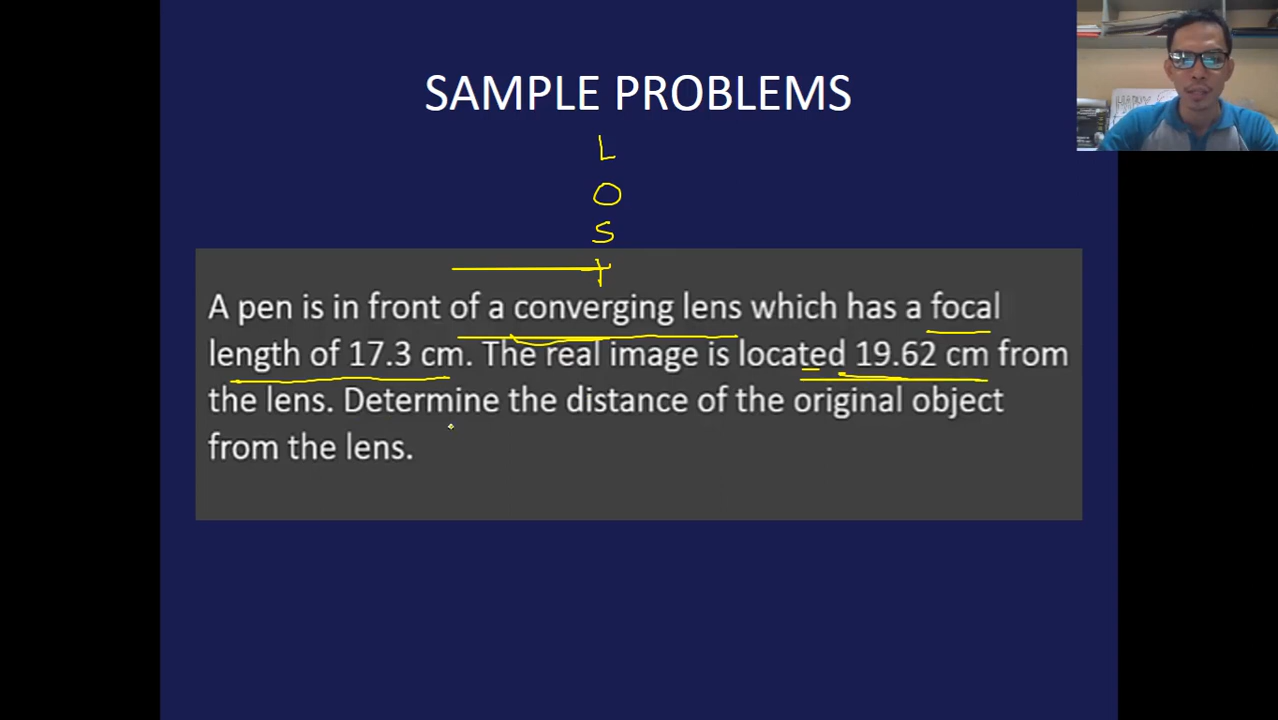 SAMPLE PROBLEMS
L
O
S
T
A pen is in front of a converging lens which has a focal
length of 17.3 cm. The real image is located 19.62 cm from
the lens. Determine the distance of the original object
from the lens.